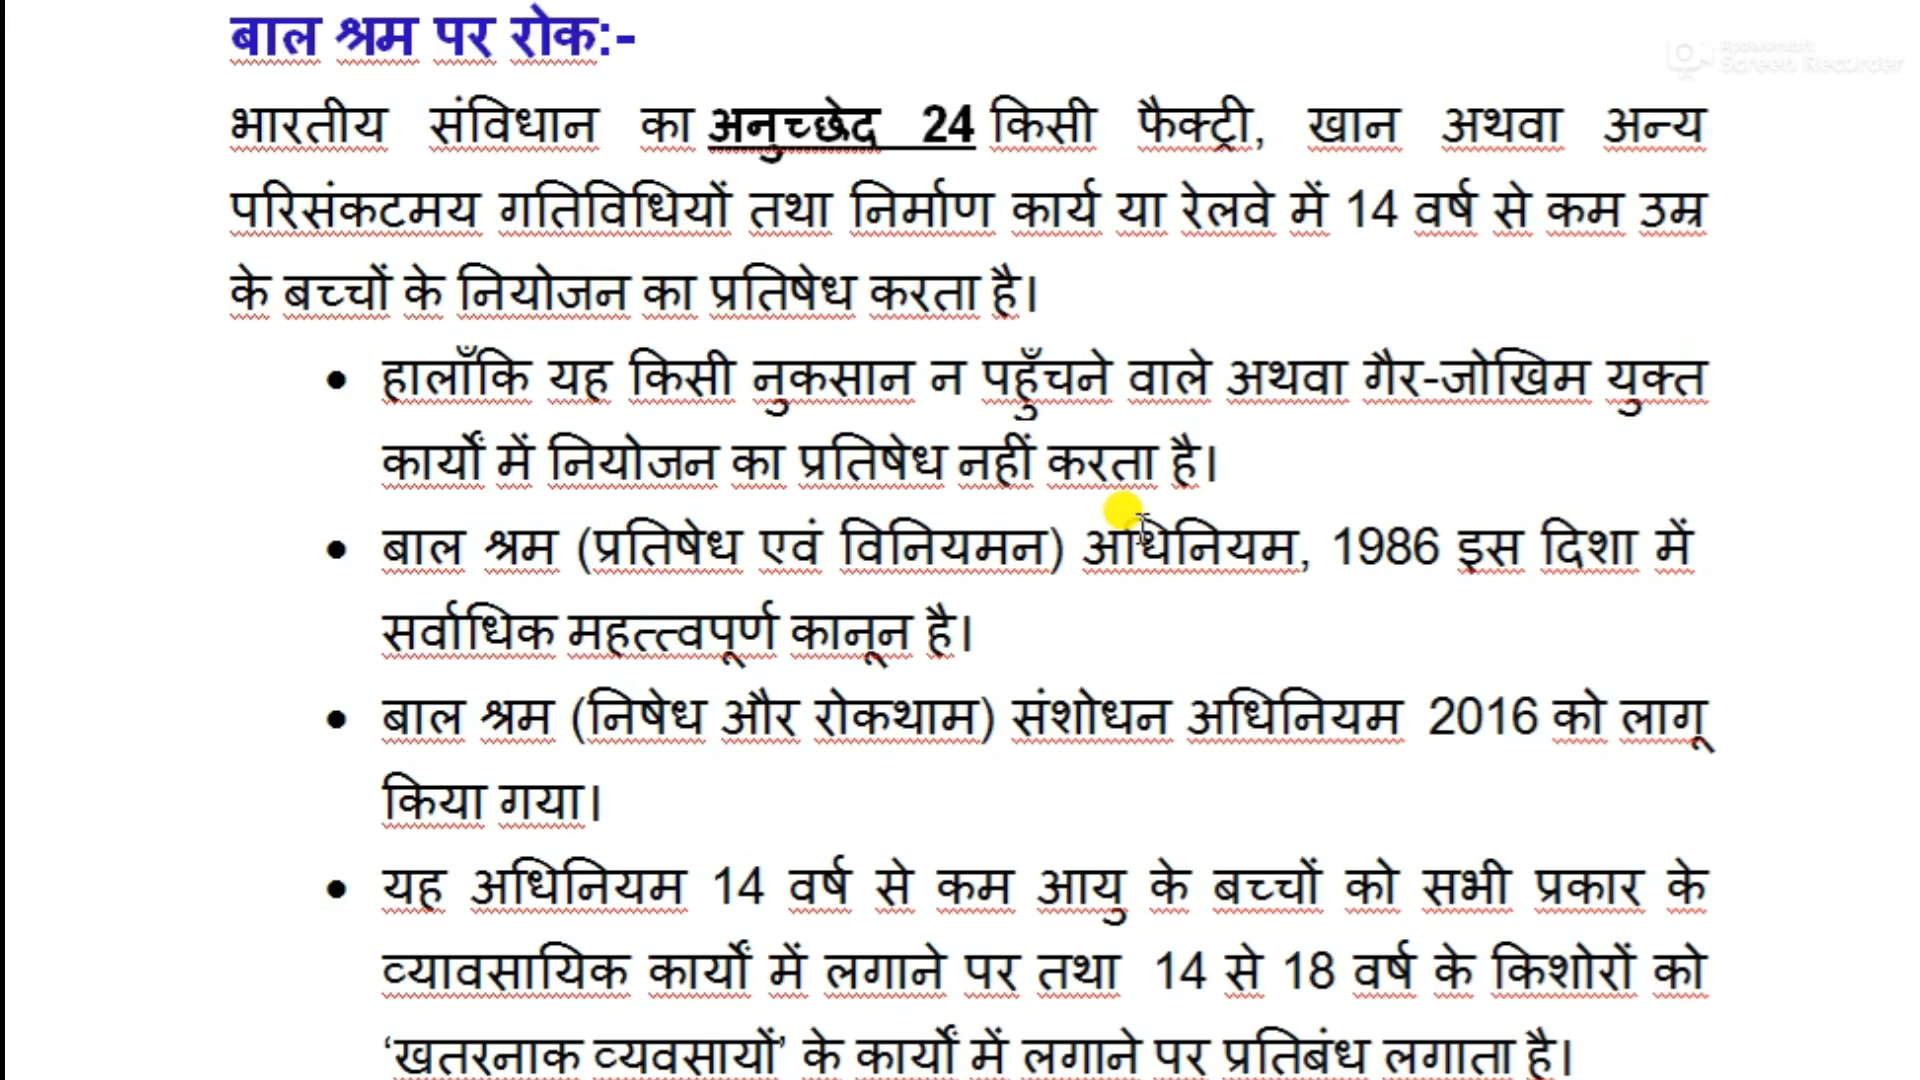 बाल श्रम पर रोक:-
Apowersoft
Screen Recorder
भारतीय संविधान का अनुच्छेद 24 किसी फैक्ट्री, खान अथवा अन्य
परिसंकटमय गतिविधियों तथा निर्माण कार्य या रेलवे में 14 वर्ष से कम उम्र
के बच्चों के नियोजन का प्रतिषेध करता है।
• हालाँकि यह किसी नुकसान न पहुँचने वाले अथवा गैर-जोखिम युक्त
कार्यों में नियोजन का प्रतिषेध नहीं करता है।
• बाल श्रम (प्रतिषेध एवं विनियमन) अधिनियम, 1986 इस दिशा में
सर्वाधिक महत्त्वपूर्ण कानून है।
• बाल श्रम (निषेध और रोकथाम) संशोधन अधिनियम 2016 को लागू
किया गया।
• यह अधिनियम 14 वर्ष से कम आयु के बच्चों को सभी प्रकार के
व्यावसायिक कार्यों में लगाने पर तथा 14 से 18 वर्ष के किशोरों को
‘खतरनाक व्यवसायों’ के कार्यों में लगाने पर प्रतिबंध लगाता है।